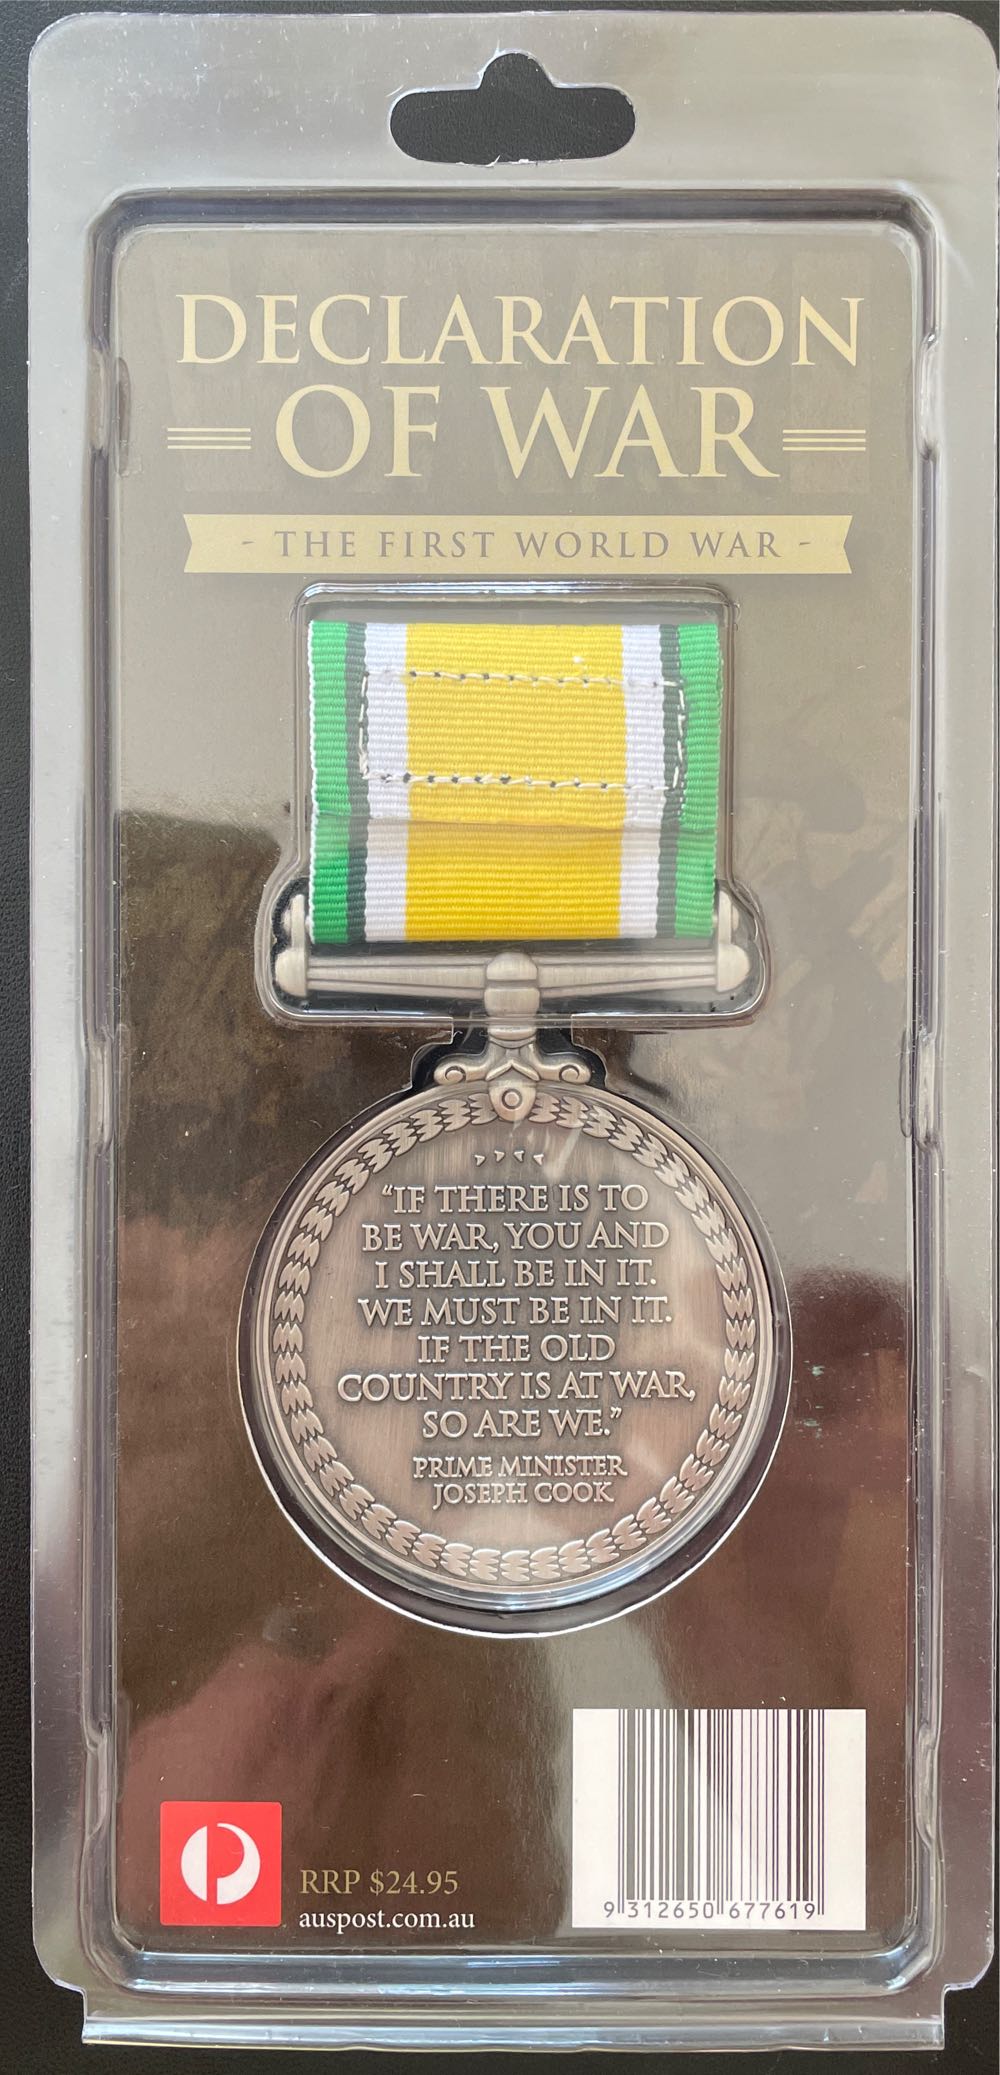 DECLARATION
OF WAR
- THE FIRST WORLD WAR -
“IF THERE IS TO
BE WAR, YOU AND
I SHALL BE IN IT.
WE MUST BE IN IT.
IF THE OLD
COUNTRY IS AT WAR,
SO ARE WE.”
PRIME MINISTER
JOSEPH COOK
RRP $24.95
auspost.com.au
9 312650 677619